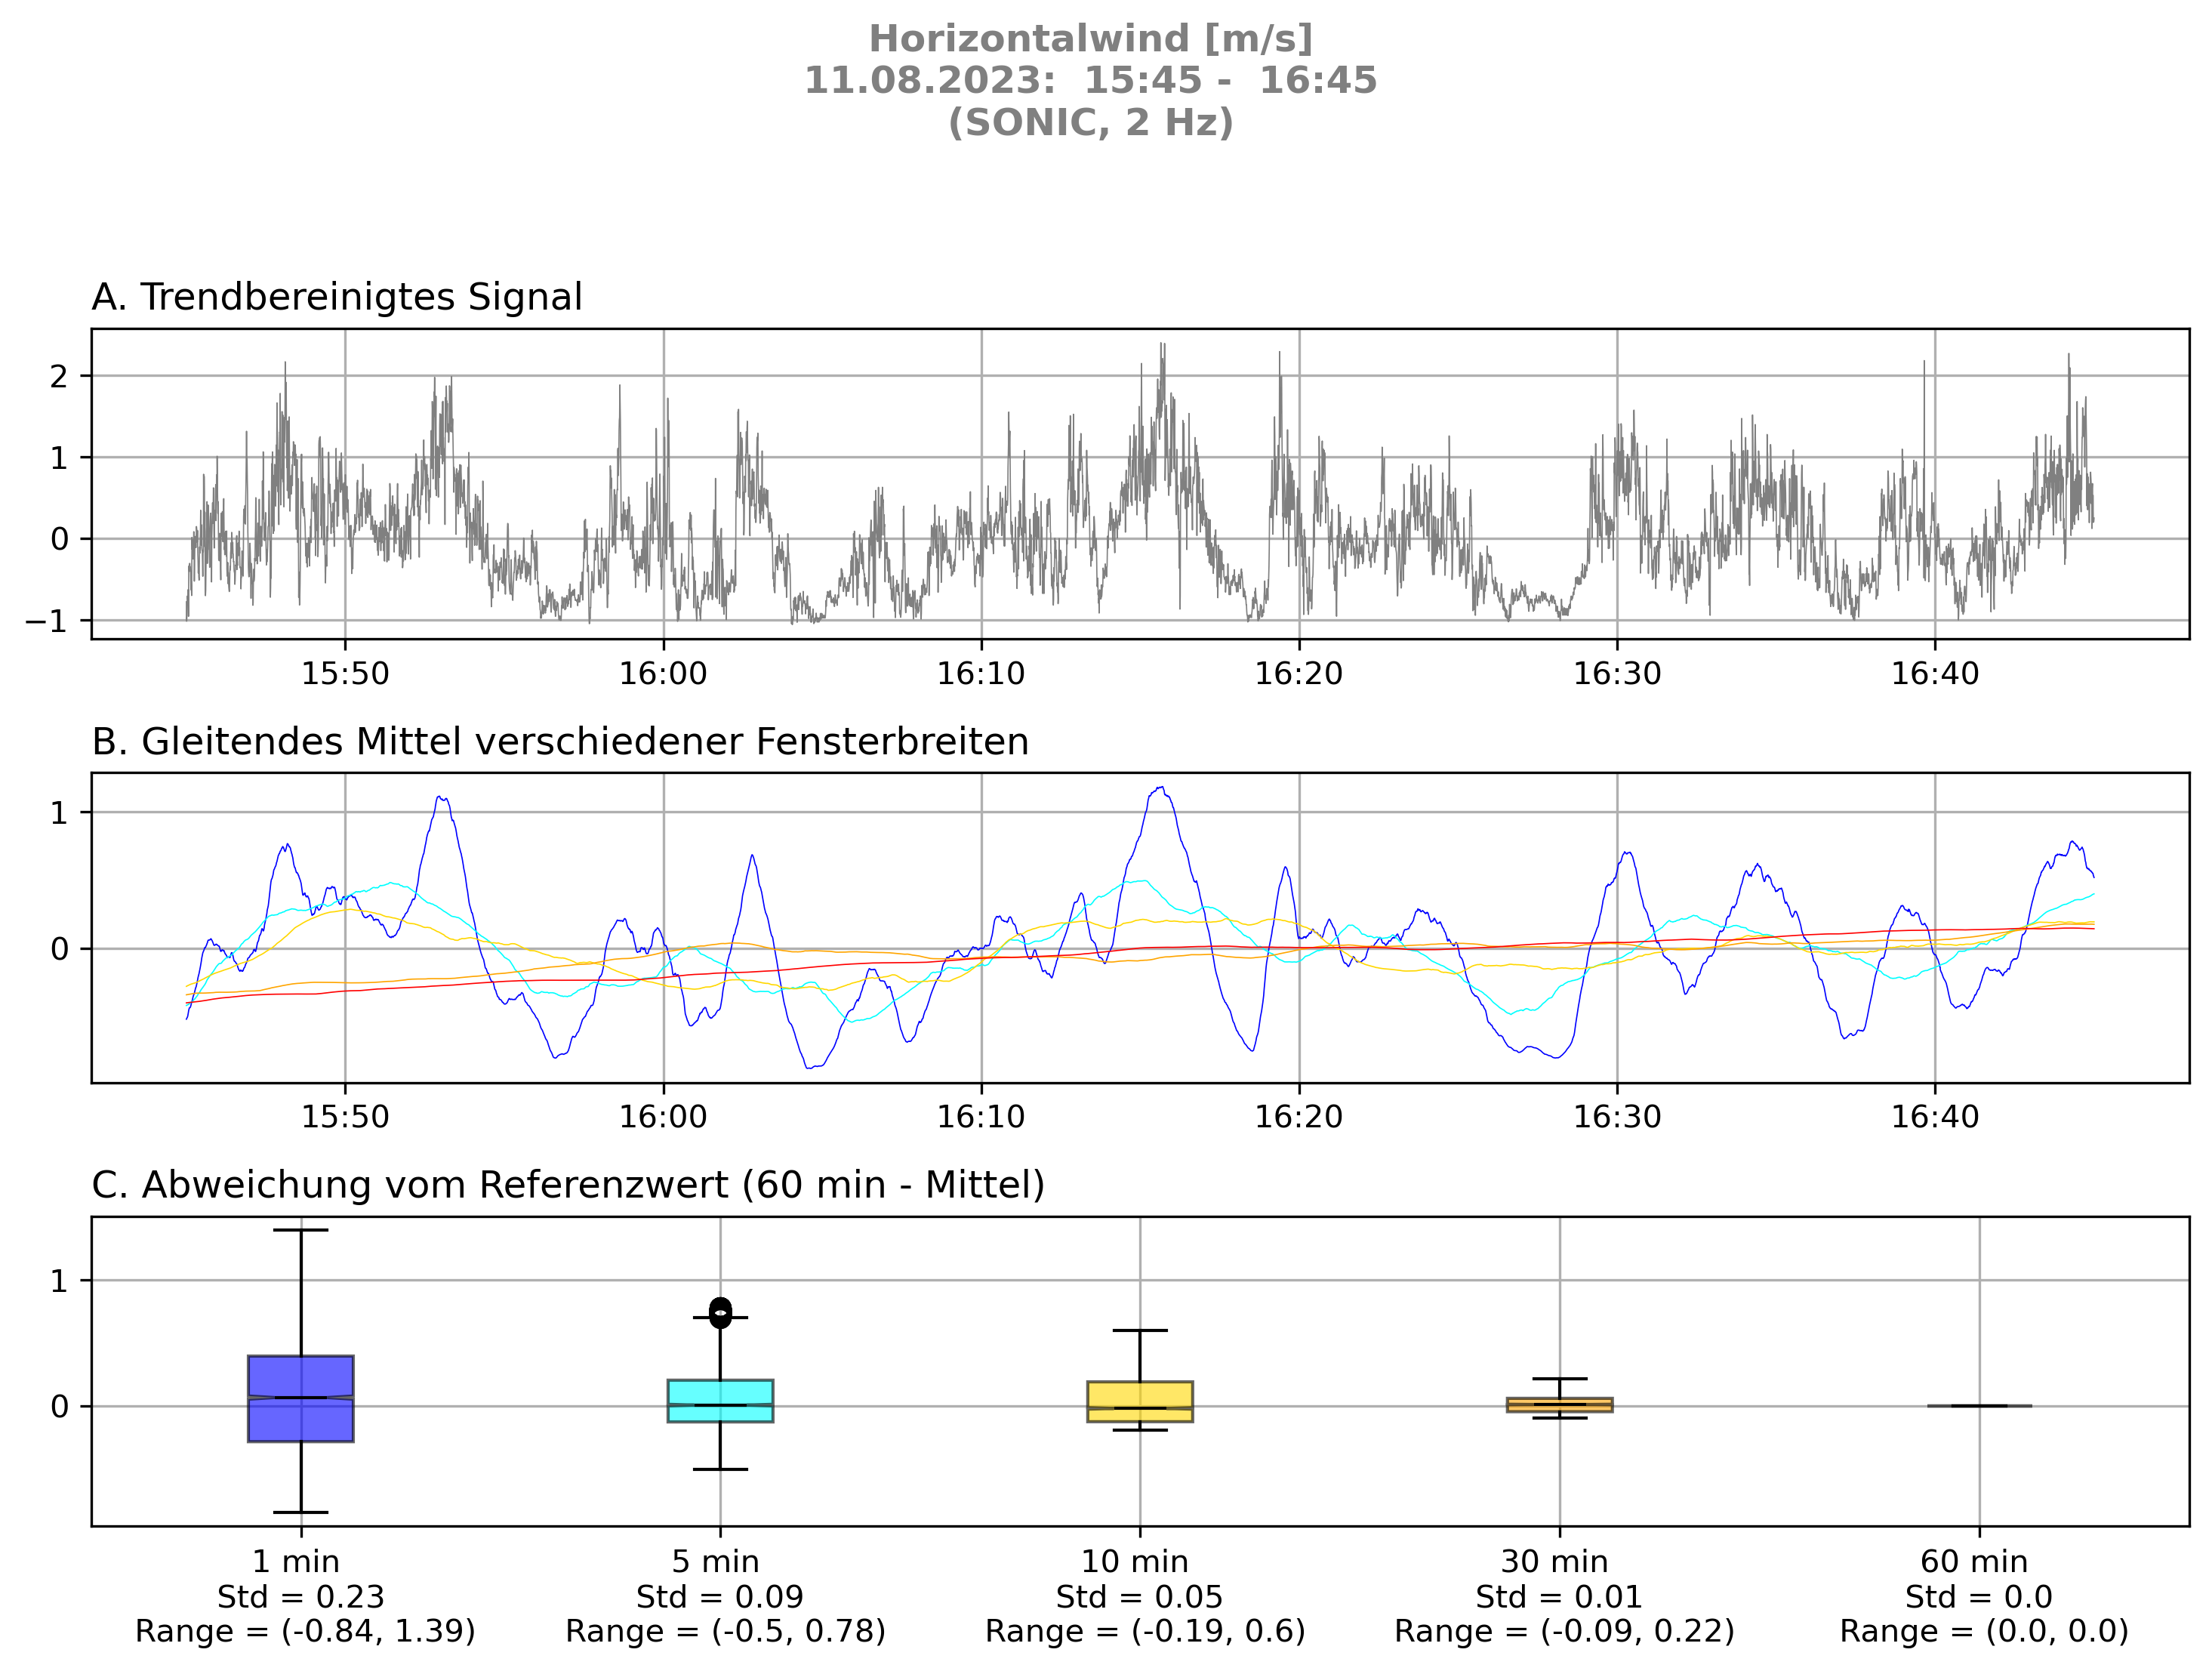 Horizontalwind [m/s]
11.08.2023:  15:45 -  16:45
(SONIC, 2 Hz)
A. Trendbereinigtes Signal
2
1
0
−1
15:50 16:00 16:10 16:20 16:30 16:40
B. Gleitendes Mittel verschiedener Fensterbreiten
1
0
15:50 16:00 16:10 16:20 16:30 16:40
C. Abweichung vom Referenzwert (60 min - Mittel)
1
0
1 min 5 min 10 min 30 min 60 min
Std = 0.23 Std = 0.09 Std = 0.05 Std = 0.01 Std = 0.0
Range = (-0.84, 1.39) Range = (-0.5, 0.78) Range = (-0.19, 0.6) Range = (-0.09, 0.22) Range = (0.0, 0.0)